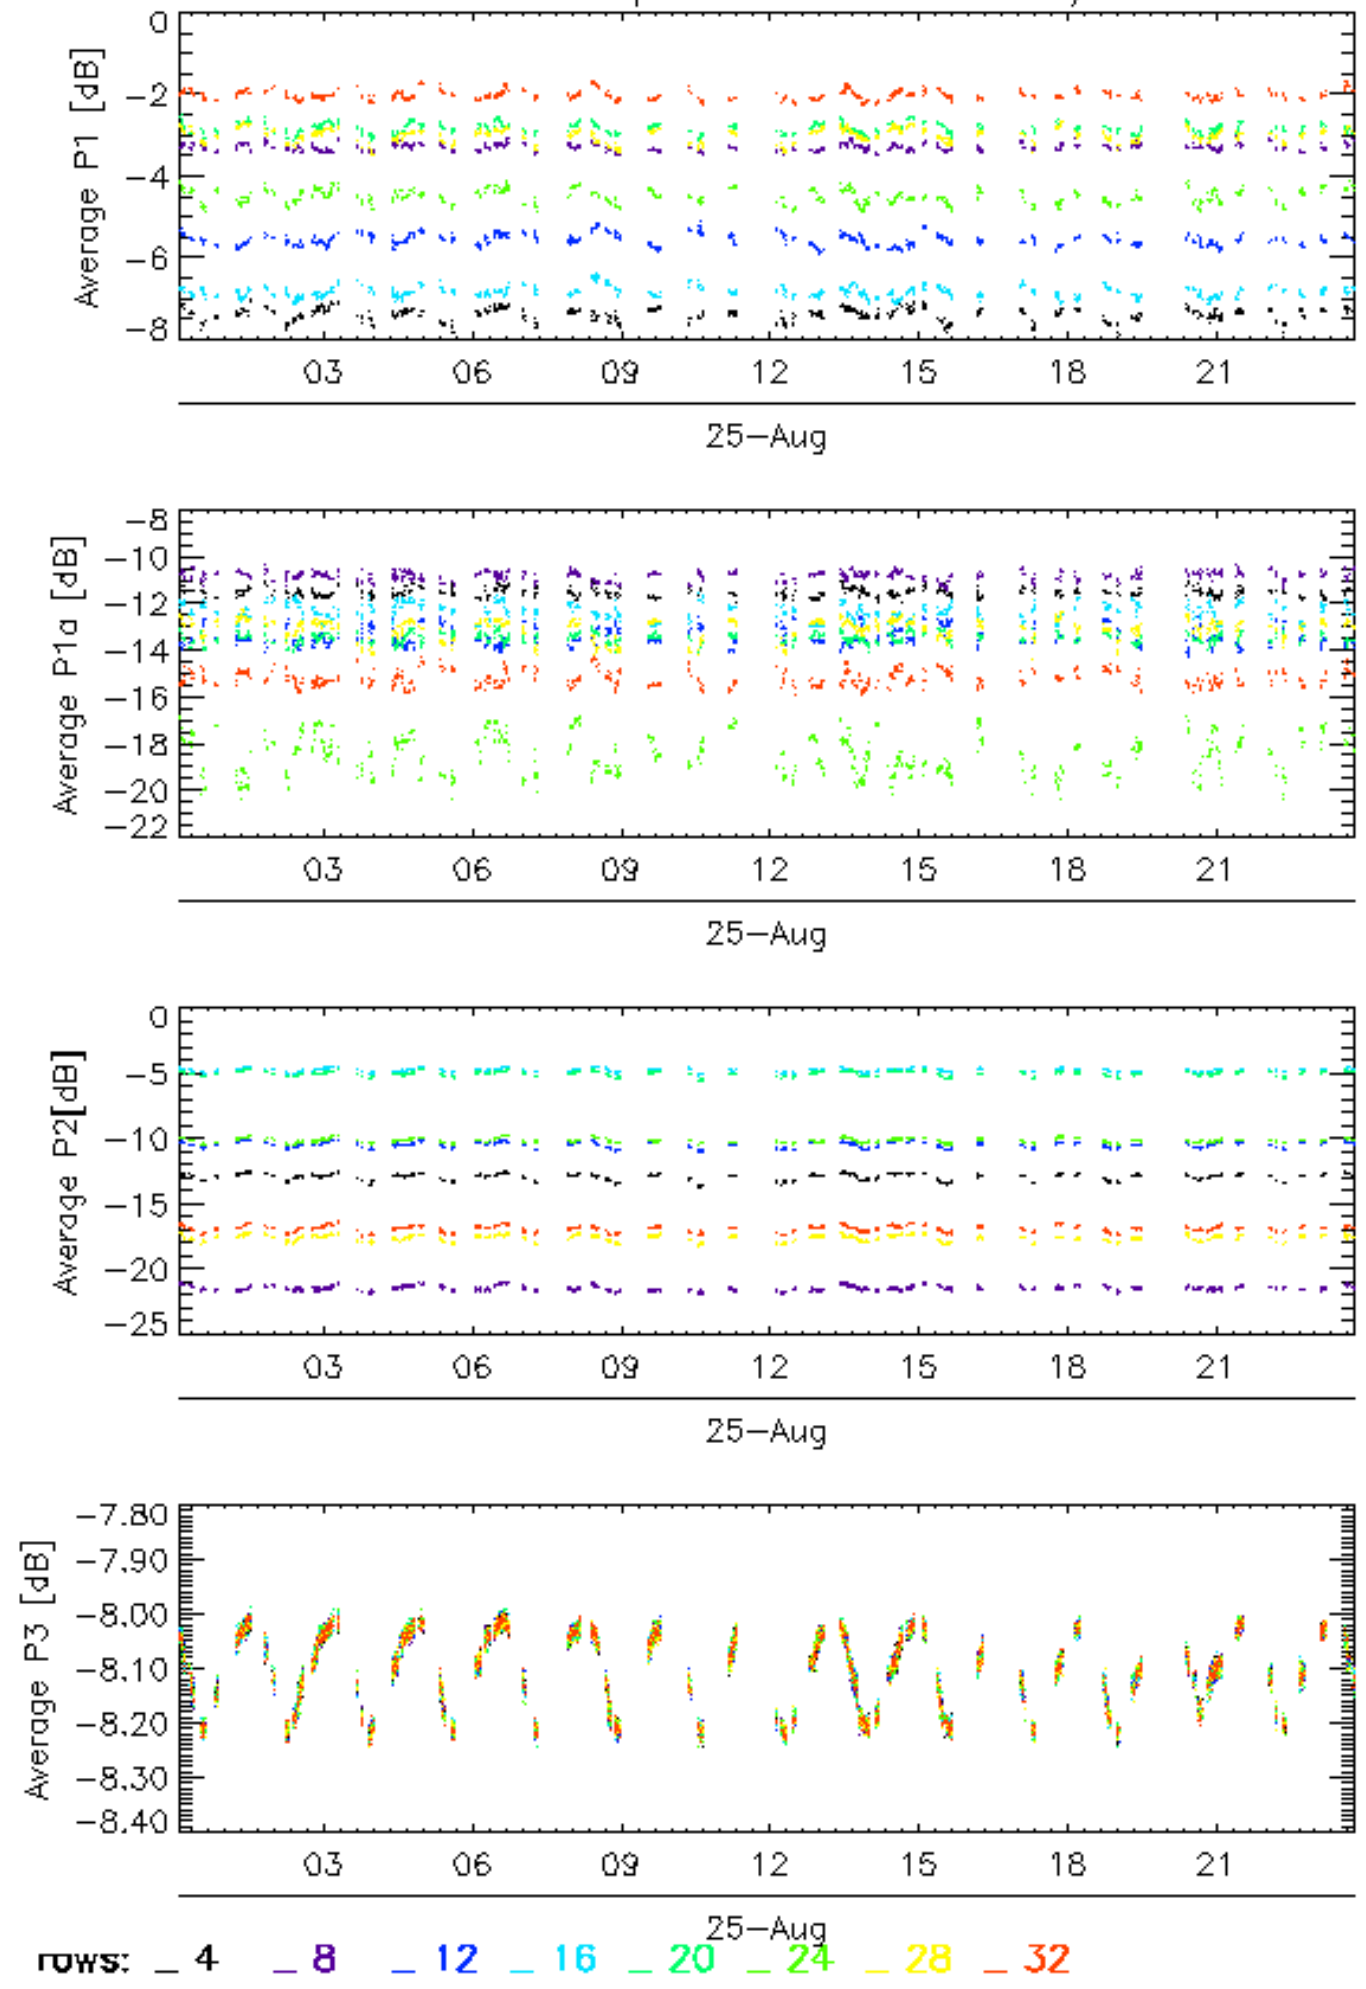 0
-2
-4
-6
-8
Average P1 [dB]
03 06 09 12 15 18 21
25-Aug
-8
-10
-12
-14
-16
-18
-20
-22
Average P1a [dB]
03 06 09 12 15 18 21
25-Aug
0
-5
-10
-15
-20
-25
Average P2[dB]
03 06 09 12 15 18 21
25-Aug
-7.80
-7.90
-8.00
-8.10
-8.20
-8.30
-8.40
Average P3 [dB]
03 06 09 12 15 18 21
25-Aug
rows: _ 4 _ 8 _ 12 _ 16 _ 20 _ 24 _ 28 _ 32